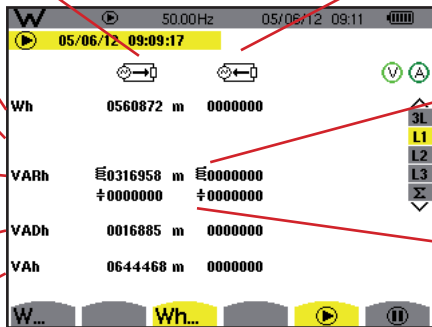 W 50.00Hz 05/06/12 09:11
05/06/12 09:09:17
V A
Wh 0560872 m 0000000
3L
L1
L2
VARh 0316958 m 0000000 L3
+0000000 +0000000 Σ
VADh 0016885 m 0000000
VAh 0644468 m 0000000
W... Wh...